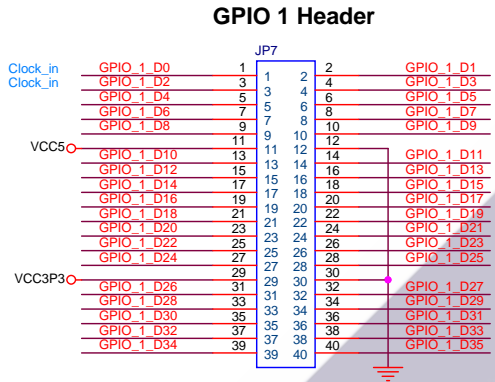 GPIO 1 Header
JP7
Clock_in GPIO_1_D0 1 1 2 2 GPIO_1_D1
Clock_in GPIO_1_D2 3 3 4 4 GPIO_1_D3
GPIO_1_D4 5 5 6 6 GPIO_1_D5
GPIO_1_D6 7 7 8 8 GPIO_1_D7
GPIO_1_D8 9 9 10 10 GPIO_1_D9
VCC5 11 11 12 12
GPIO_1_D10 13 13 14 14 GPIO_1_D11
GPIO_1_D12 15 15 16 16 GPIO_1_D13
GPIO_1_D14 17 17 18 18 GPIO_1_D15
GPIO_1_D16 19 19 20 20 GPIO_1_D17
GPIO_1_D18 21 21 22 22 GPIO_1_D19
GPIO_1_D20 23 23 24 24 GPIO_1_D21
GPIO_1_D22 25 25 26 26 GPIO_1_D23
GPIO_1_D24 27 27 28 28 GPIO_1_D25
VCC3P3 29 29 30 30
GPIO_1_D26 31 31 32 32 GPIO_1_D27
GPIO_1_D28 33 33 34 34 GPIO_1_D29
GPIO_1_D30 35 35 36 36 GPIO_1_D31
GPIO_1_D32 37 37 38 38 GPIO_1_D33
GPIO_1_D34 39 39 40 40 GPIO_1_D35